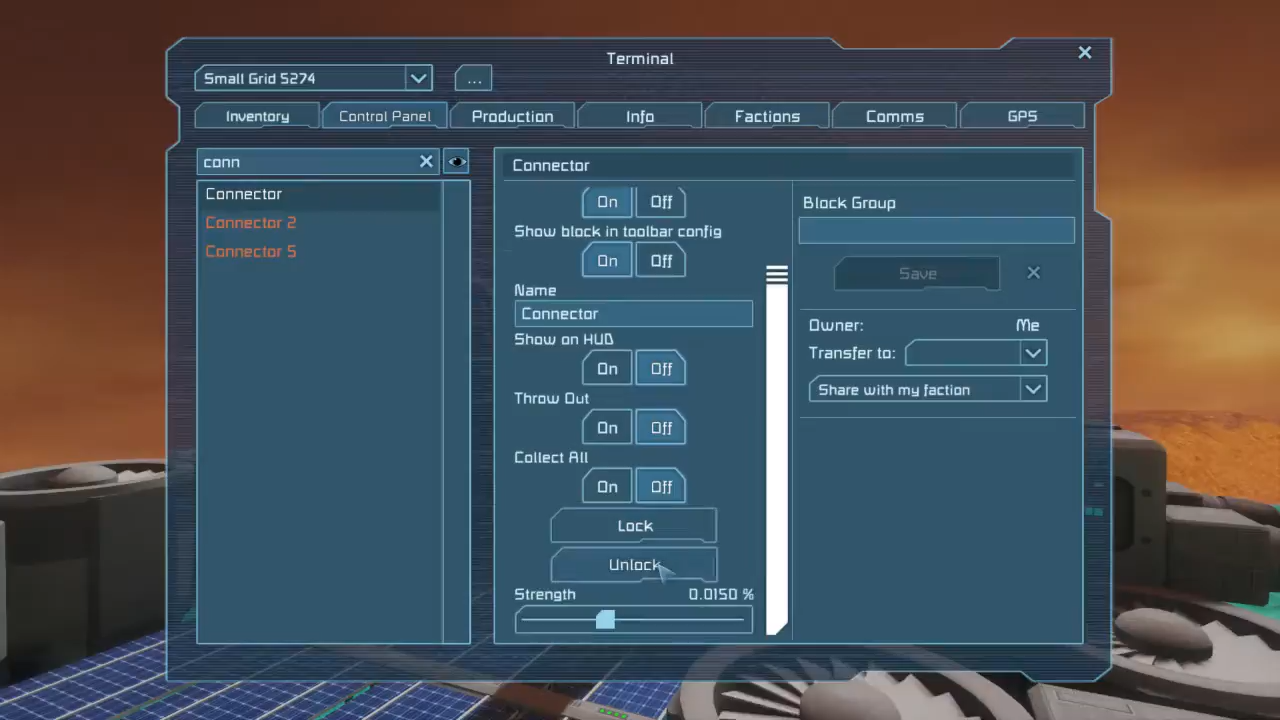 Terminal
Small Grid 5274
...
Inventory
Control Panel
Production
Info
Factions
Comms
GPS
conn
Connector
Connector 2
Connector 5
Connector
On Off
Show block in toolbar config
On Off
Name
Connector
Show on HUD
On Off
Throw Out
On Off
Collect All
On Off
Lock
Unlock
Strength 0.0150 %
Block Group
Save
Owner: Me
Transfer to:
Share with my faction